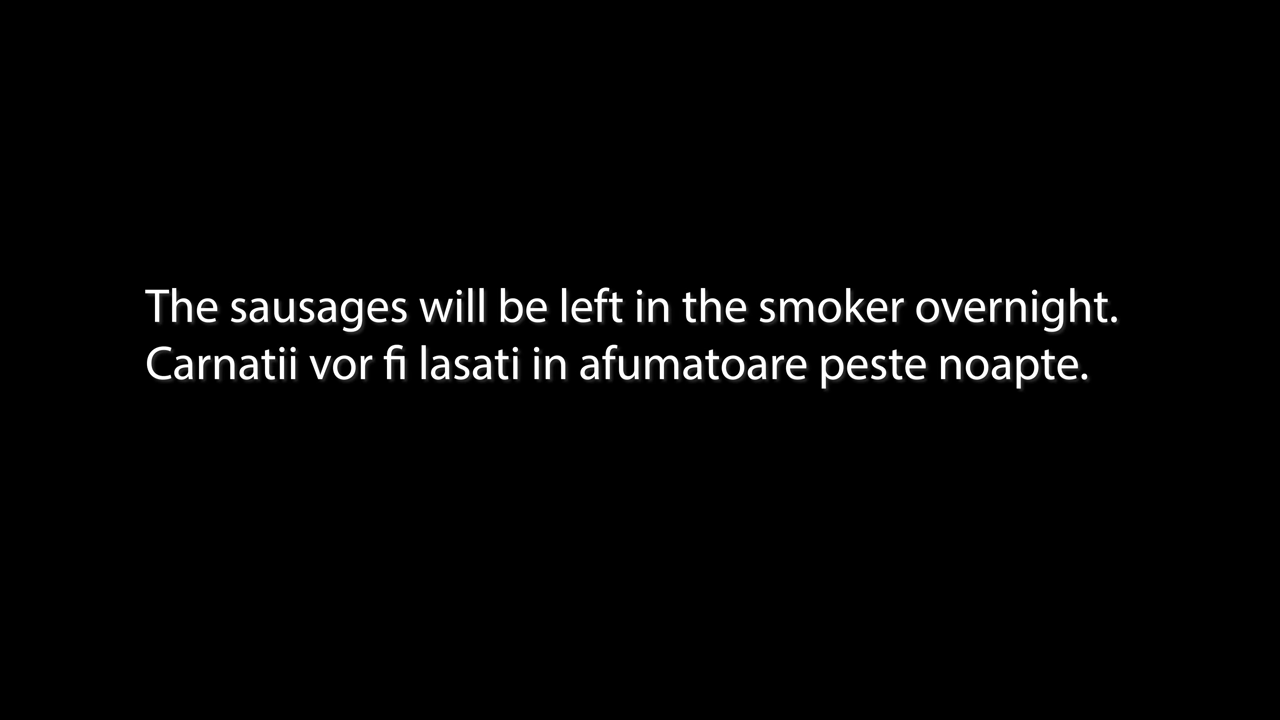 The sausages will be left in the smoker overnight.
Carnatii vor fi lasati in afumatoare peste noapte.